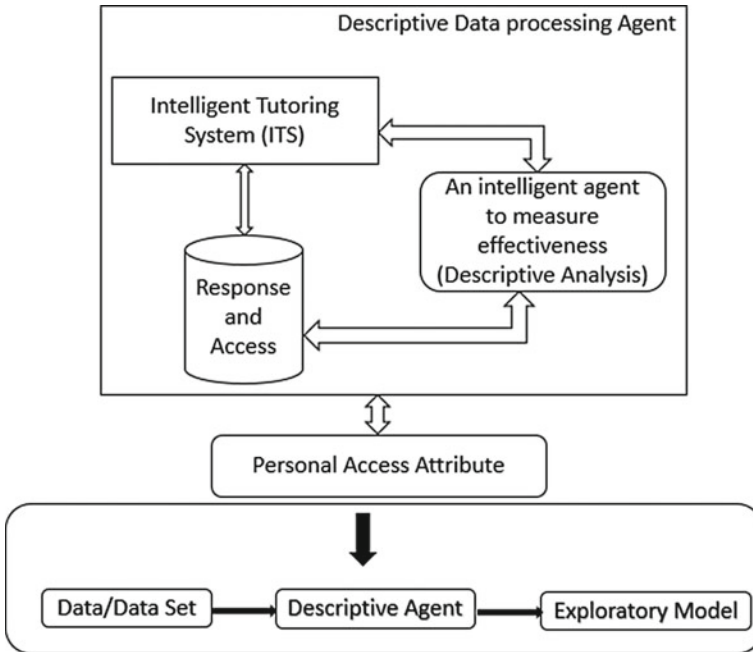 Descriptive Data processing Agent
Intelligent Tutoring
System (ITS)
An intelligent agent
to measure
effectiveness
(Descriptive Analysis)
Response
and
Access
Personal Access Attribute
Data/Data Set
Descriptive Agent
Exploratory Model